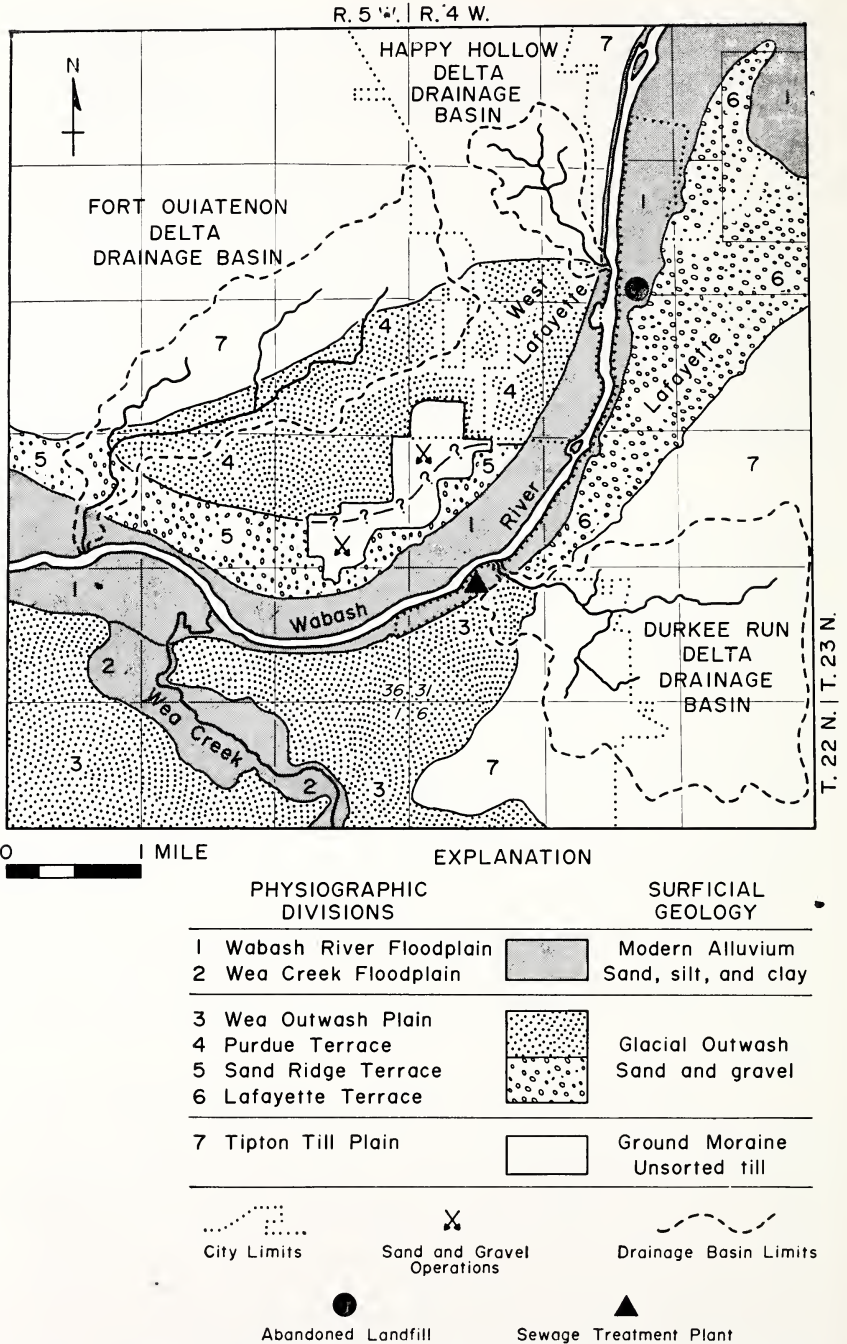 R. 5 W. | R. 4 W.
N
HAPPY HOLLOW
DELTA
DRAINAGE
BASIN
7
6
1
FORT OUIATENON
DELTA
DRAINAGE BASIN
1
6
7
4
West
Lafayette
4
Lafayette
5
4
?
5
7
?
?
5
?
1
River
6
1
Wabash
3
DURKEE RUN
DELTA
DRAINAGE
BASIN
2
36 31
1 6
Wea Creek
3
2
3
7
T. 22 N. | T. 23 N.
0 1 MILE
EXPLANATION
PHYSIOGRAPHIC
DIVISIONS
SURFICIAL
GEOLOGY
1 Wabash River Floodplain
2 Wea Creek Floodplain
Modern Alluvium
Sand, silt, and clay
3 Wea Outwash Plain
4 Purdue Terrace
5 Sand Ridge Terrace
6 Lafayette Terrace
Glacial Outwash
Sand and gravel
7 Tipton Till Plain
Ground Moraine
Unsorted till
City Limits
Sand and Gravel
Operations
Drainage Basin Limits
Abandoned Landfill
Sewage Treatment Plant